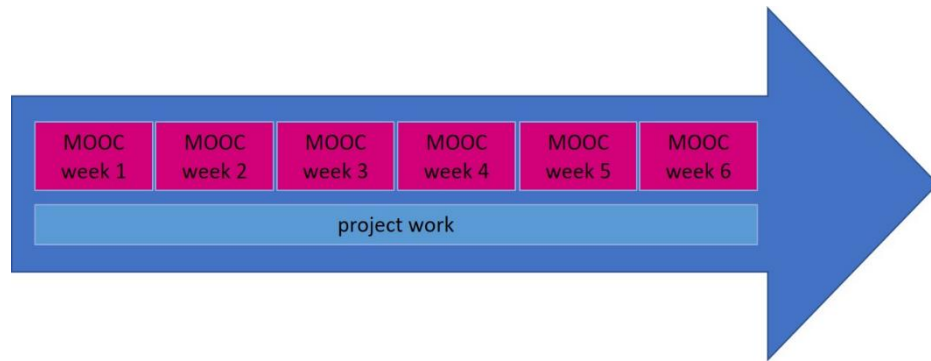 MOOC
week 1
MOOC
week 2
MOOC
week 3
MOOC
week 4
MOOC
week 5
MOOC
week 6
project work